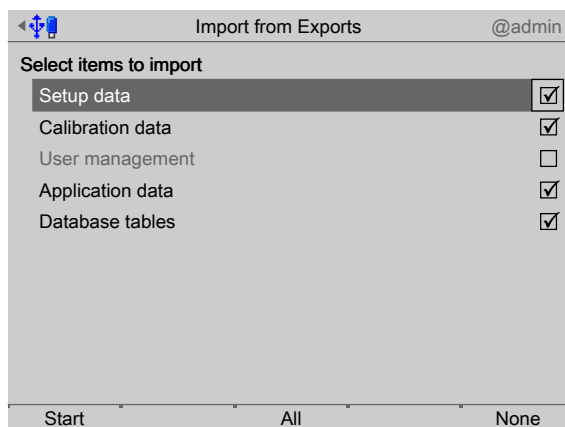 Import from Exports @admin
Select items to import
Setup data
Calibration data
User management
Application data
Database tables
Start All None